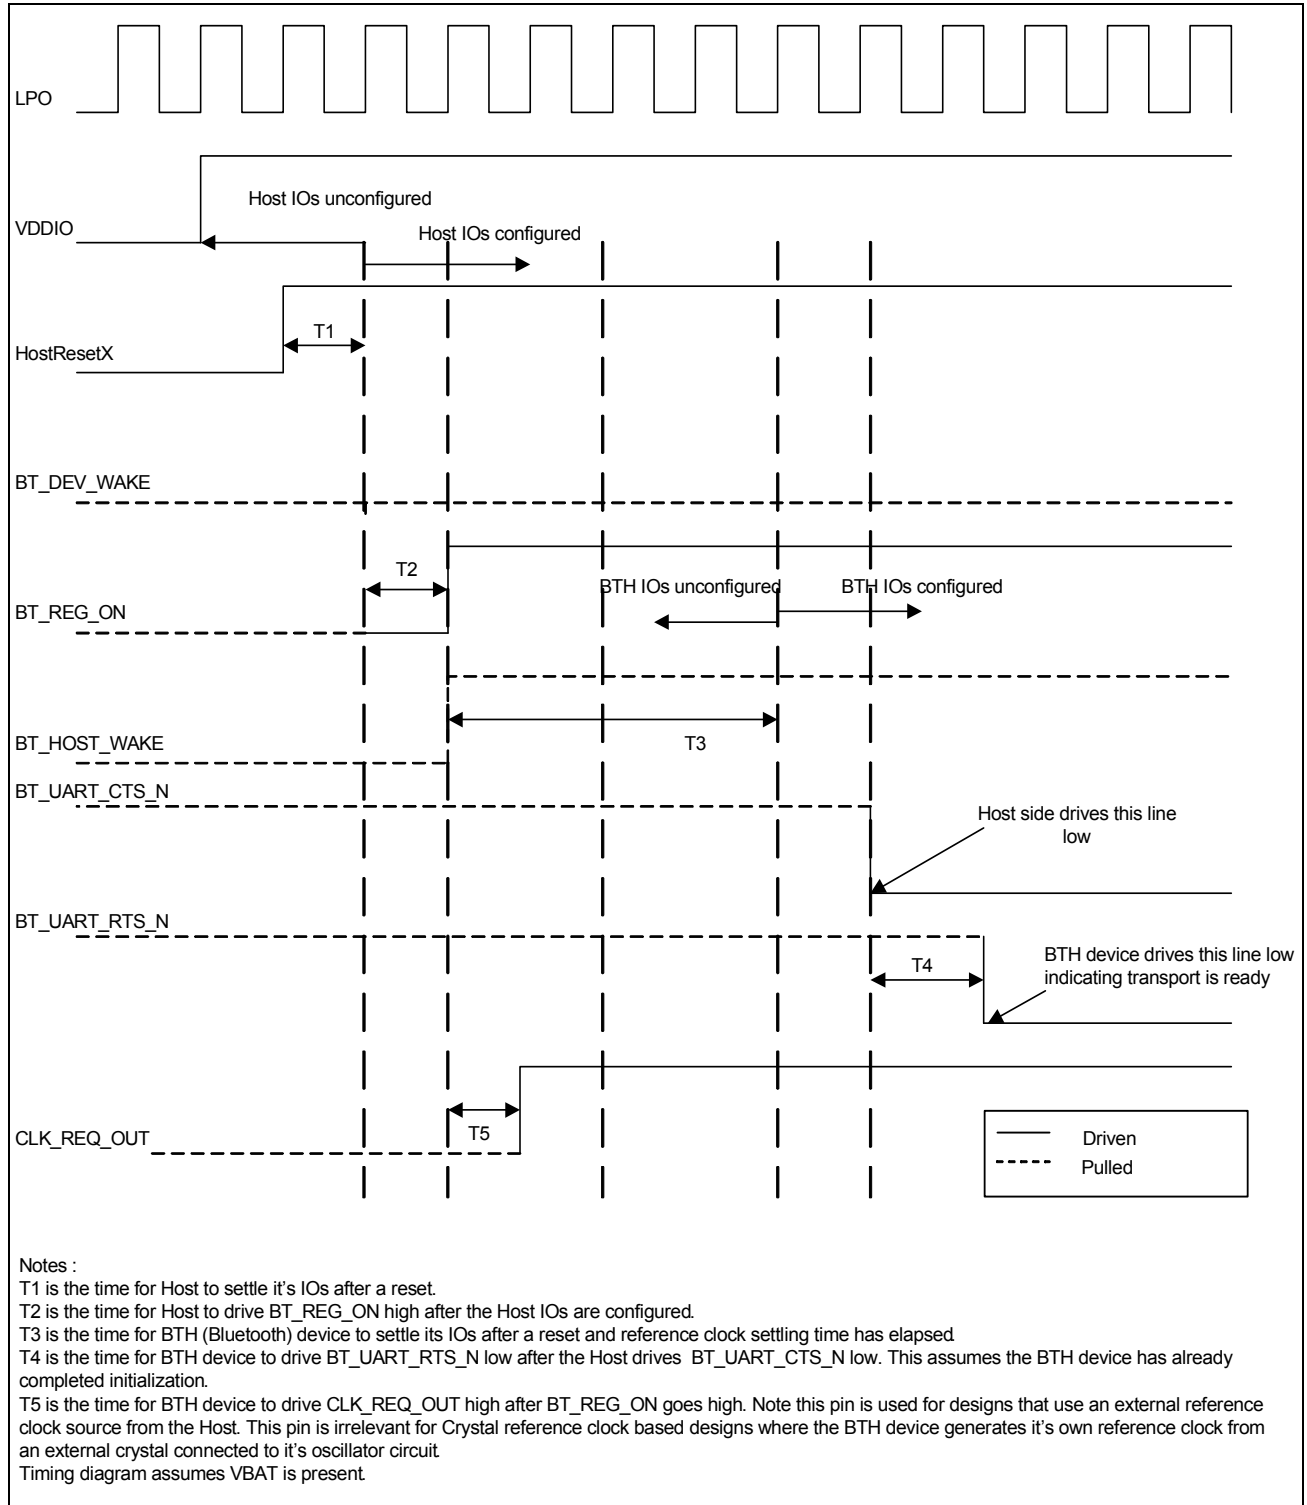 LPO
VDDIO
Host IOs unconfigured
Host IOs configured
HostResetX
T1
BT_DEV_WAKE
T2
BT_REG_ON
BTH IOs unconfigured
BTH IOs configured
BT_HOST_WAKE
T3
BT_UART_CTS_N
Host side drives this line
low
BT_UART_RTS_N
T4
BTH device drives this line low
indicating transport is ready
CLK_REQ_OUT
T5
Driven
Pulled
Notes :
T1 is the time for Host to settle it's IOs after a reset.
T2 is the time for Host to drive BT_REG_ON high after the Host IOs are configured.
T3 is the time for BTH (Bluetooth) device to settle its IOs after a reset and reference clock settling time has elapsed.
T4 is the time for BTH device to drive BT_UART_RTS_N low after the Host drives BT_UART_CTS_N low. This assumes the BTH device has already
completed initialization.
T5 is the time for BTH device to drive CLK_REQ_OUT high after BT_REG_ON goes high. Note this pin is used for designs that use an external reference
clock source from the Host. This pin is irrelevant for Crystal reference clock based designs where the BTH device generates it's own reference clock from
an external crystal connected to it's oscillator circuit.
Timing diagram assumes VBAT is present.